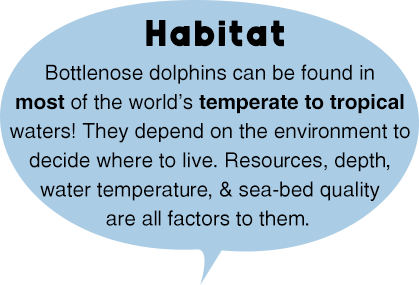 Habitat
Bottlenose dolphins can be found in
most of the world's temperate to tropical
waters! They depend on the environment to
decide where to live. Resources, depth,
water temperature, & sea-bed quality
are all factors to them.